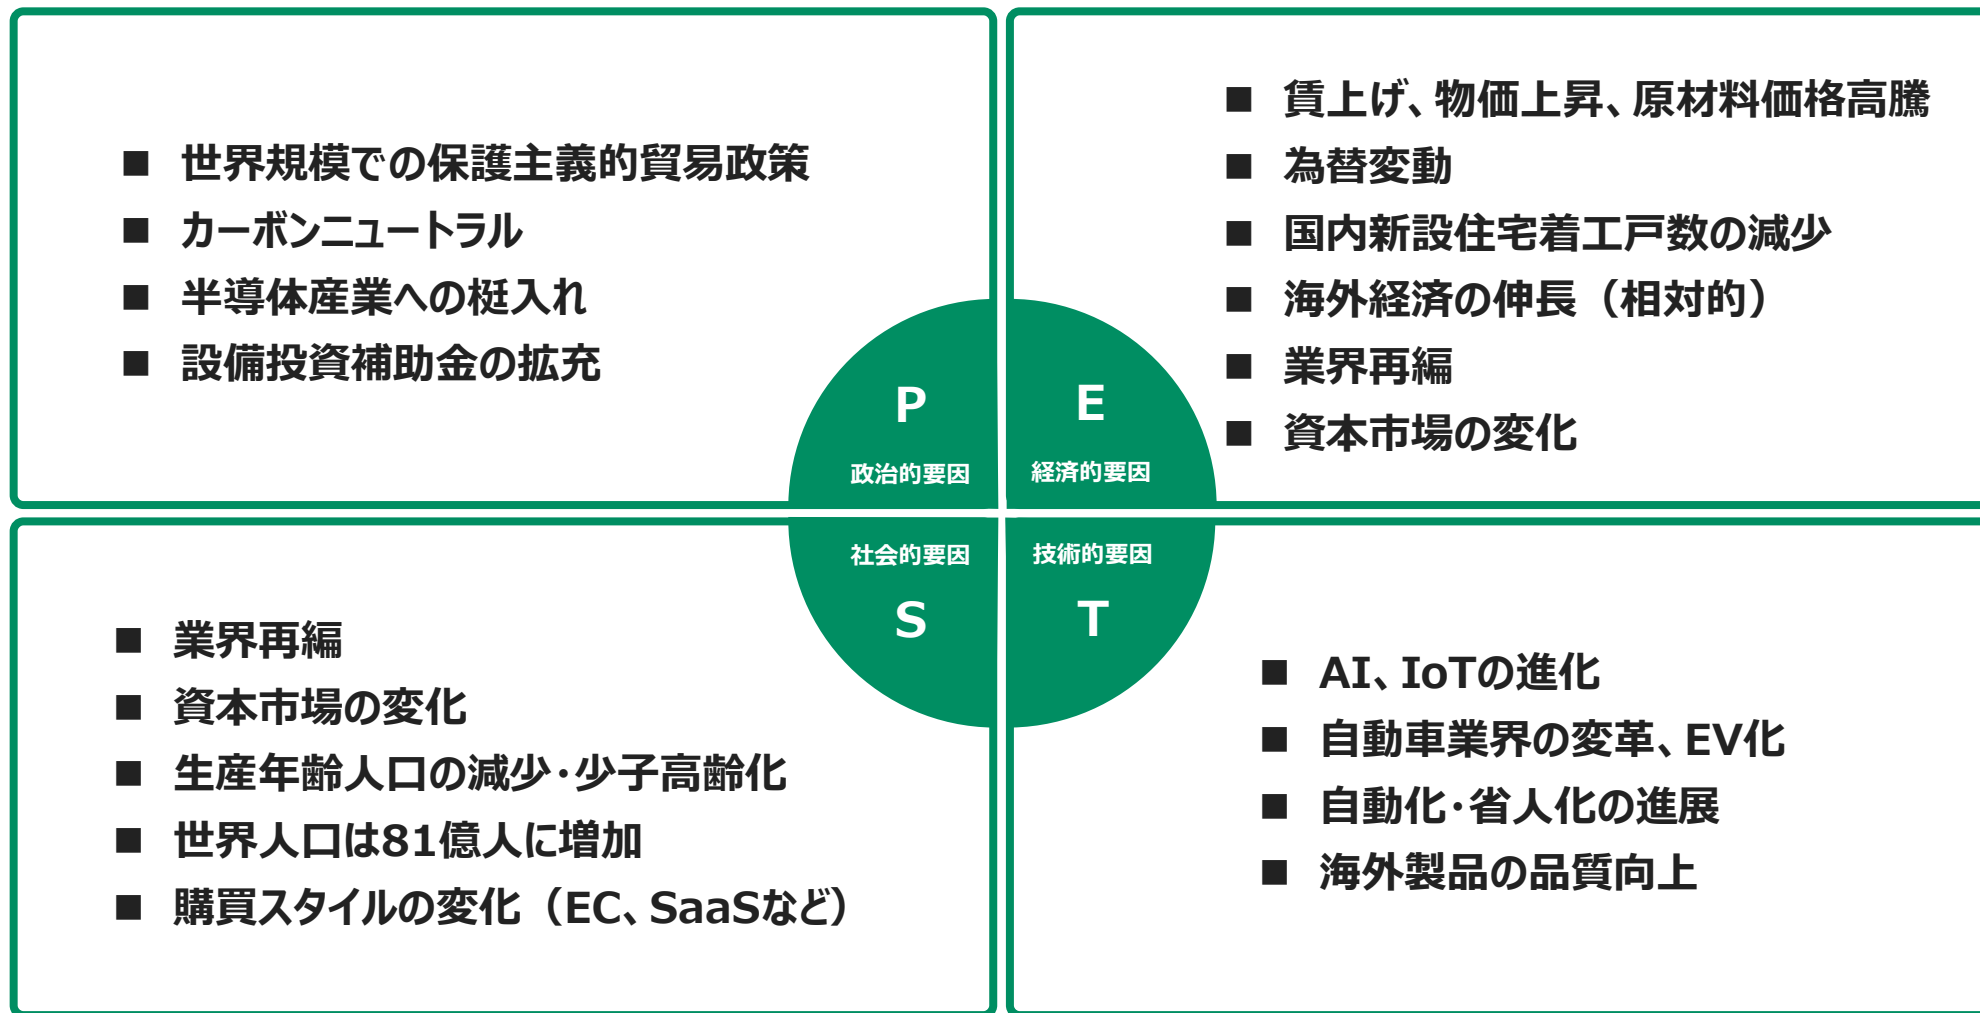 ■ 世界規模での保護主義的貿易政策
■ カーボンニュートラル
■ 半導体産業への梃入れ
■ 設備投資補助金の拡充
P
政治的要因
■ 賃上げ、物価上昇、原材料価格高騰
■ 為替変動
■ 国内新設住宅着工戸数の減少
■ 海外経済の伸長（相対的）
■ 業界再編
■ 資本市場の変化
E
経済的要因
社会的要因
S
■ 業界再編
■ 資本市場の変化
■ 生産年齢人口の減少・少子高齢化
■ 世界人口は81億人に増加
■ 購買スタイルの変化（EC、SaaSなど）
技術的要因
T
■ AI、IoTの進化
■ 自動車業界の変革、EV化
■ 自動化・省人化の進展
■ 海外製品の品質向上